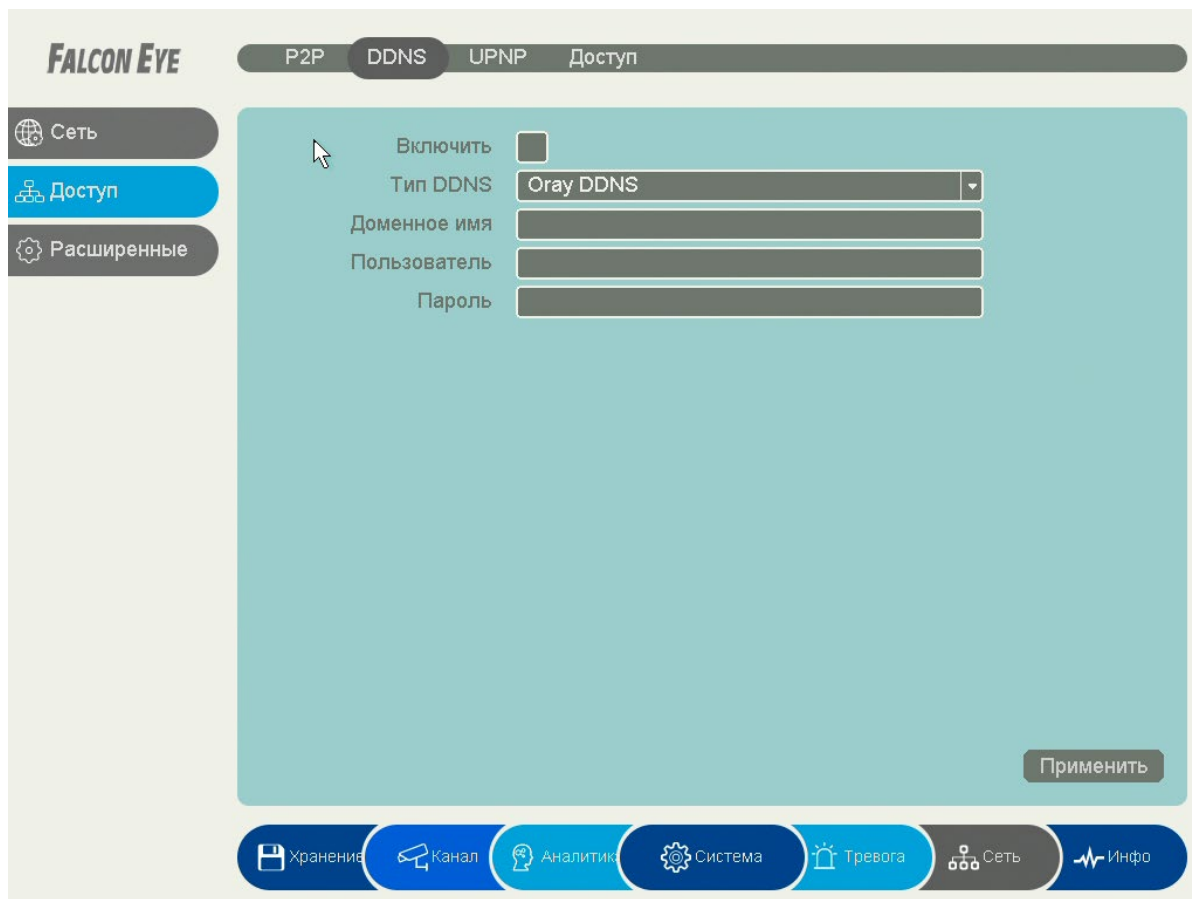 FALCON EYE
P2P DDNS UPNP Доступ
Сеть
Доступ
Расширенные
Включить
Тип DDNS Oray DDNS
Доменное имя
Пользователь
Пароль
Применить
Хранение Канал Аналитик Система Тревога Сеть Инфо